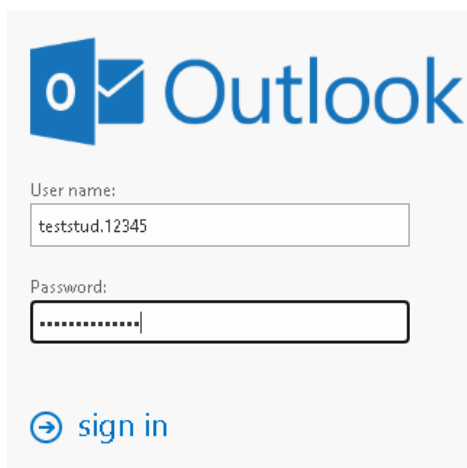 Outlook
User name:
teststud.12345
Password:
••••••••••••••
sign in